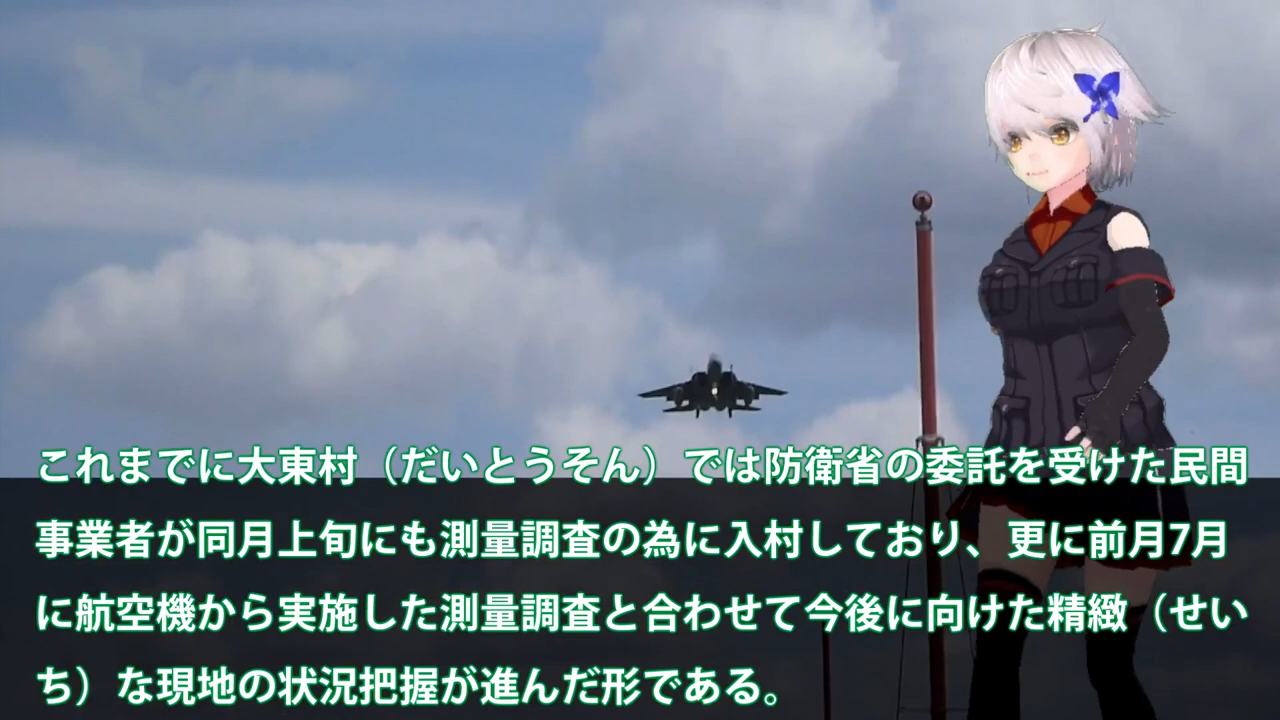 これまでに大東村（だいとうそん）では防衛省の委託を受けた民間
事業者が同月上旬にも測量調査の為に入村しており、更に前月7月
に航空機から実施した測量調査と合わせて今後に向けた精緻（せい
ち）な現地の状況把握が進んだ形である。